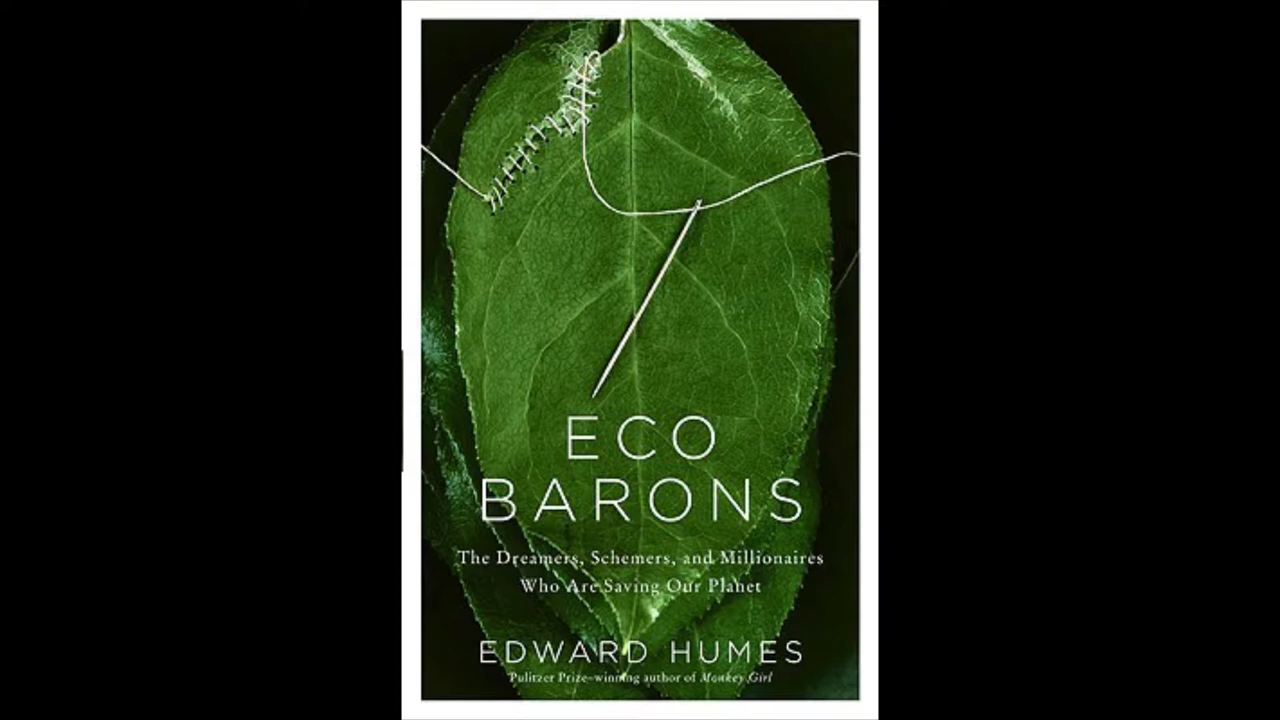 ECO
BARONS
The Dreamers, Schemers, and Millionaires
Who Are Saving Our Planet
EDWARD HUMES
Pulitzer Prize–winning author of Monkey Girl